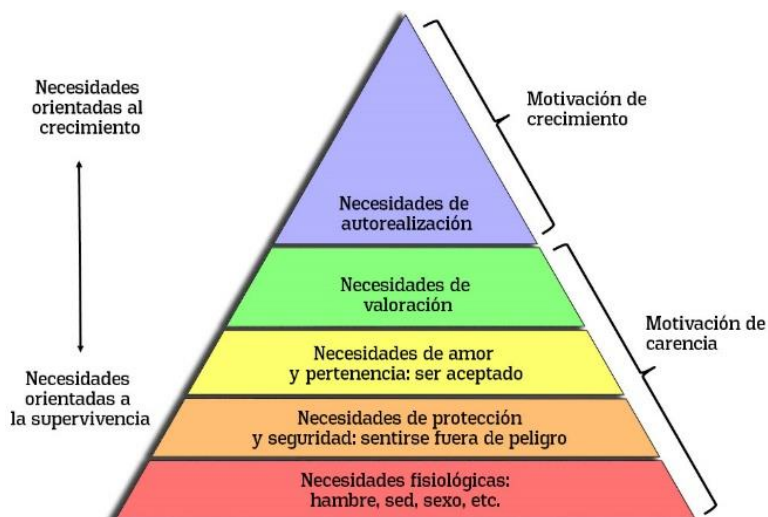 Necesidades
orientadas al
crecimiento
Motivación de
crecimiento
Necesidades de
autorealización
Necesidades de
valoración
Motivación de
carencia
Necesidades de amor
y pertenencia: ser aceptado
Necesidades
orientadas a
la supervivencia
Necesidades de protección
y seguridad: sentirse fuera de peligro
Necesidades fisiológicas:
hambre, sed, sexo, etc.